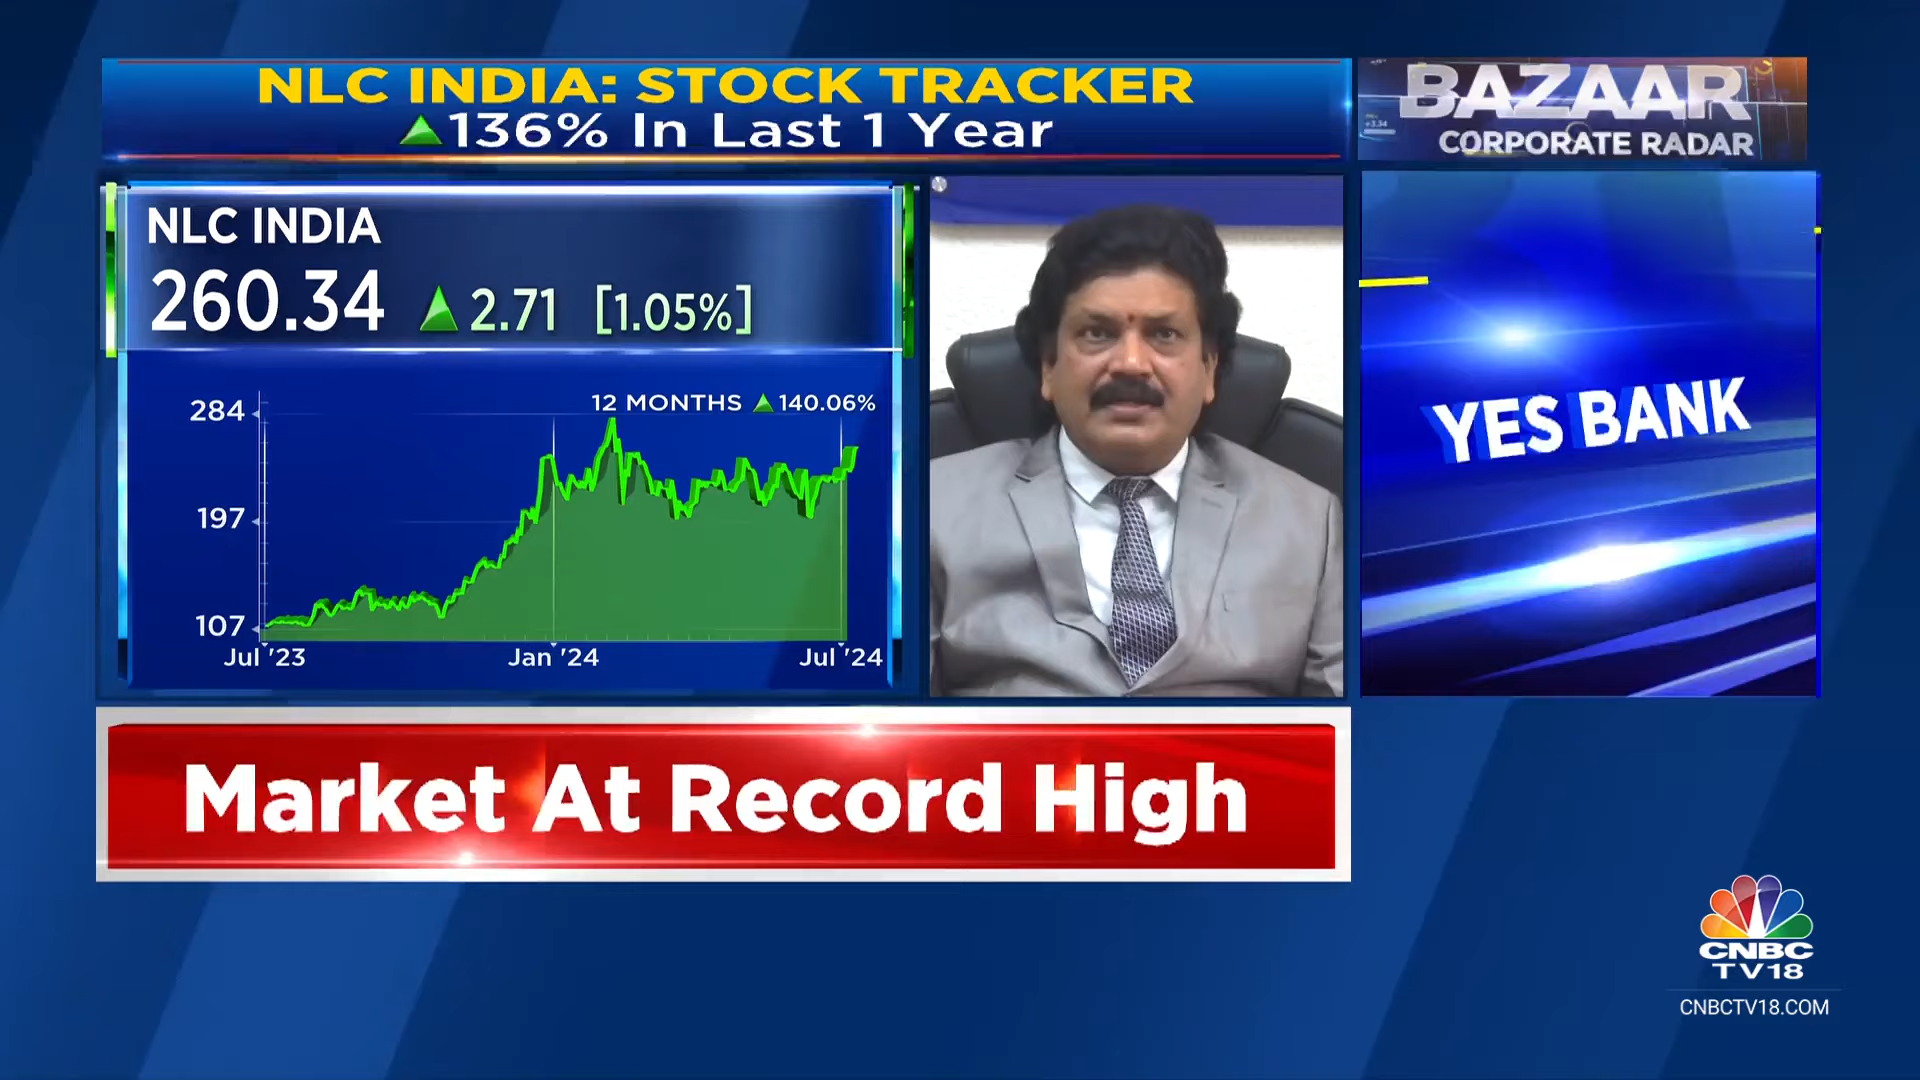 NLC INDIA: STOCK TRACKER
▲136% In Last 1 Year
BAZAAR
CORPORATE RADAR
NLC INDIA
260.34 ▲ 2.71 [1.05%]
12 MONTHS ▲ 140.06%
284
197
107
Jul '23 Jan '24 Jul '24
YES BANK
Market At Record High
CNBC
TV18
CNBCTV18.COM